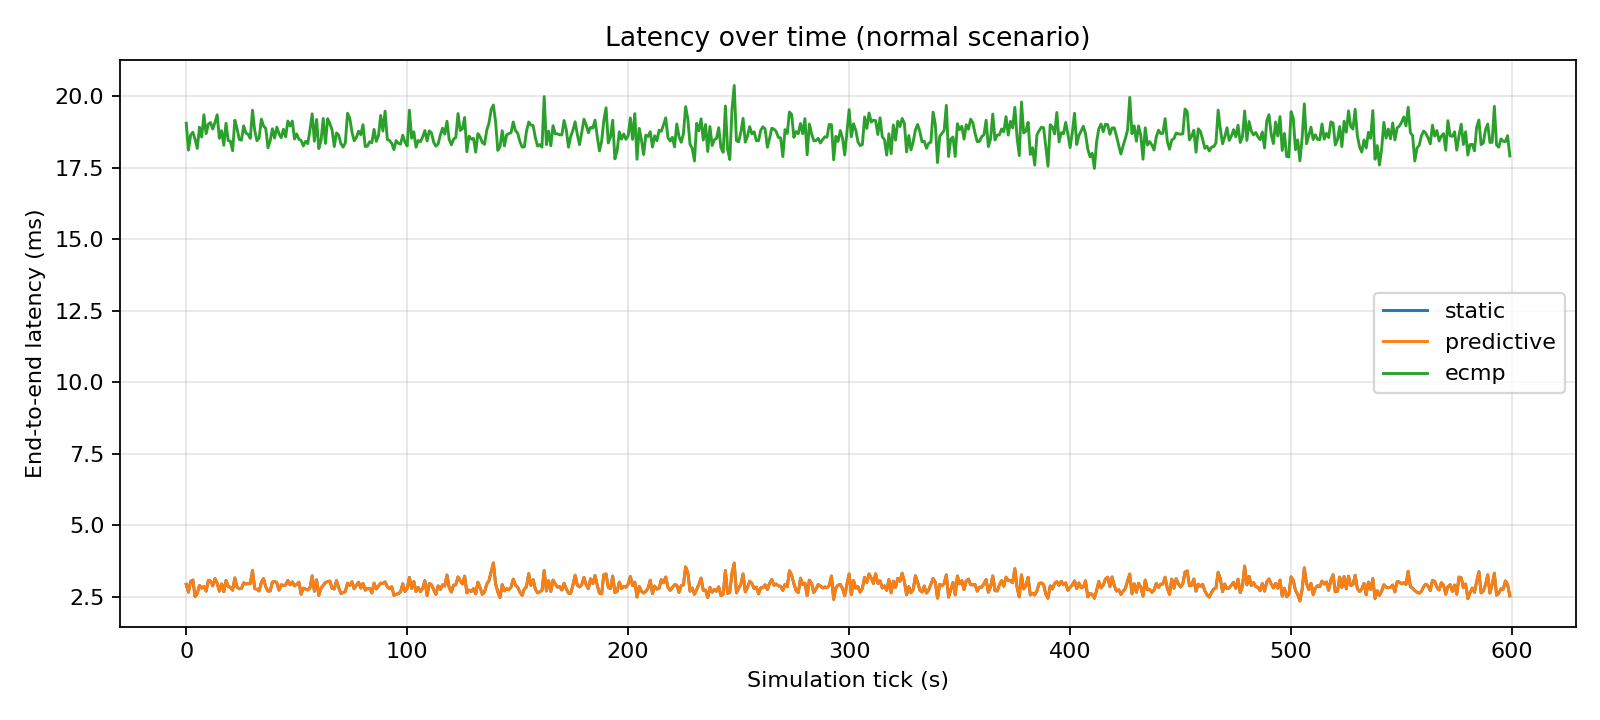 Latency over time (normal scenario)
End-to-end latency (ms)
20.0
17.5
15.0
12.5
10.0
7.5
5.0
2.5
static
predictive
ecmp
0 100 200 300 400 500 600
Simulation tick (s)